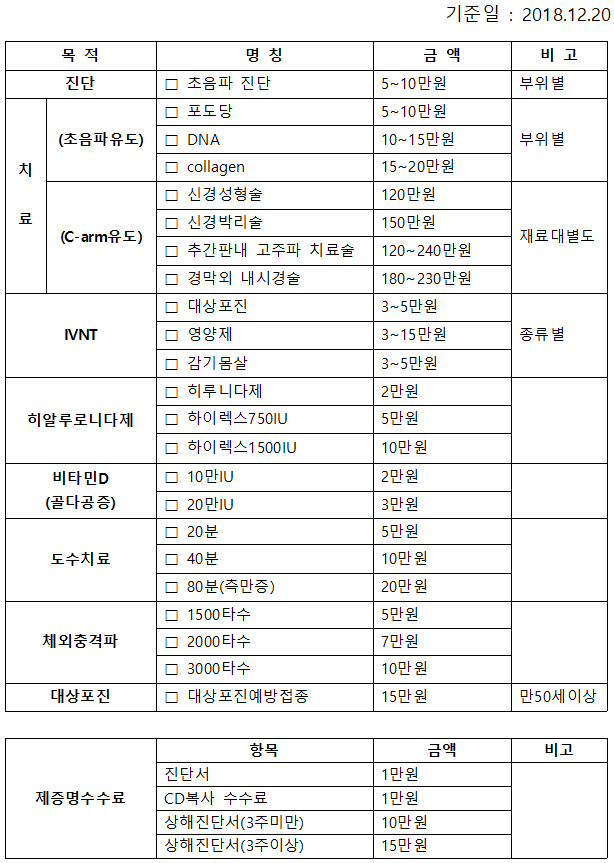 기준일 : 2018.12.20
목 적 명 칭 금 액 비 고
진단 □ 초음파 진단 5~10만원 부위별
치료
(초음파유도) □ 포도당 5~10만원 부위별
□ DNA 10~15만원
□ collagen 15~20만원
(C-arm유도) □ 신경성형술 120만원 재료대별도
□ 신경박리술 150만원
□ 추간판내 고주파 치료술 120~240만원
□ 경막외 내시경술 180~230만원
IVNT □ 대상포진 3~5만원 종류별
□ 영양제 3~15만원
□ 감기몸살 3~5만원
히알루로니다제 □ 히루니다제 2만원
□ 하이렉스750IU 5만원
□ 하이렉스1500IU 10만원
비타민D
(골다공증)
□ 10만IU 2만원
□ 20만IU 3만원
도수치료 □ 20분 5만원
□ 40분 10만원
□ 80분(측만증) 20만원
체외충격파 □ 1500타수 5만원
□ 2000타수 7만원
□ 3000타수 10만원
대상포진 □ 대상포진예방접종 15만원 만50세이상
제증명수수료
항목 금액 비고
진단서 1만원
CD복사 수수료 1만원
상해진단서(3주미만) 10만원
상해진단서(3주이상) 15만원